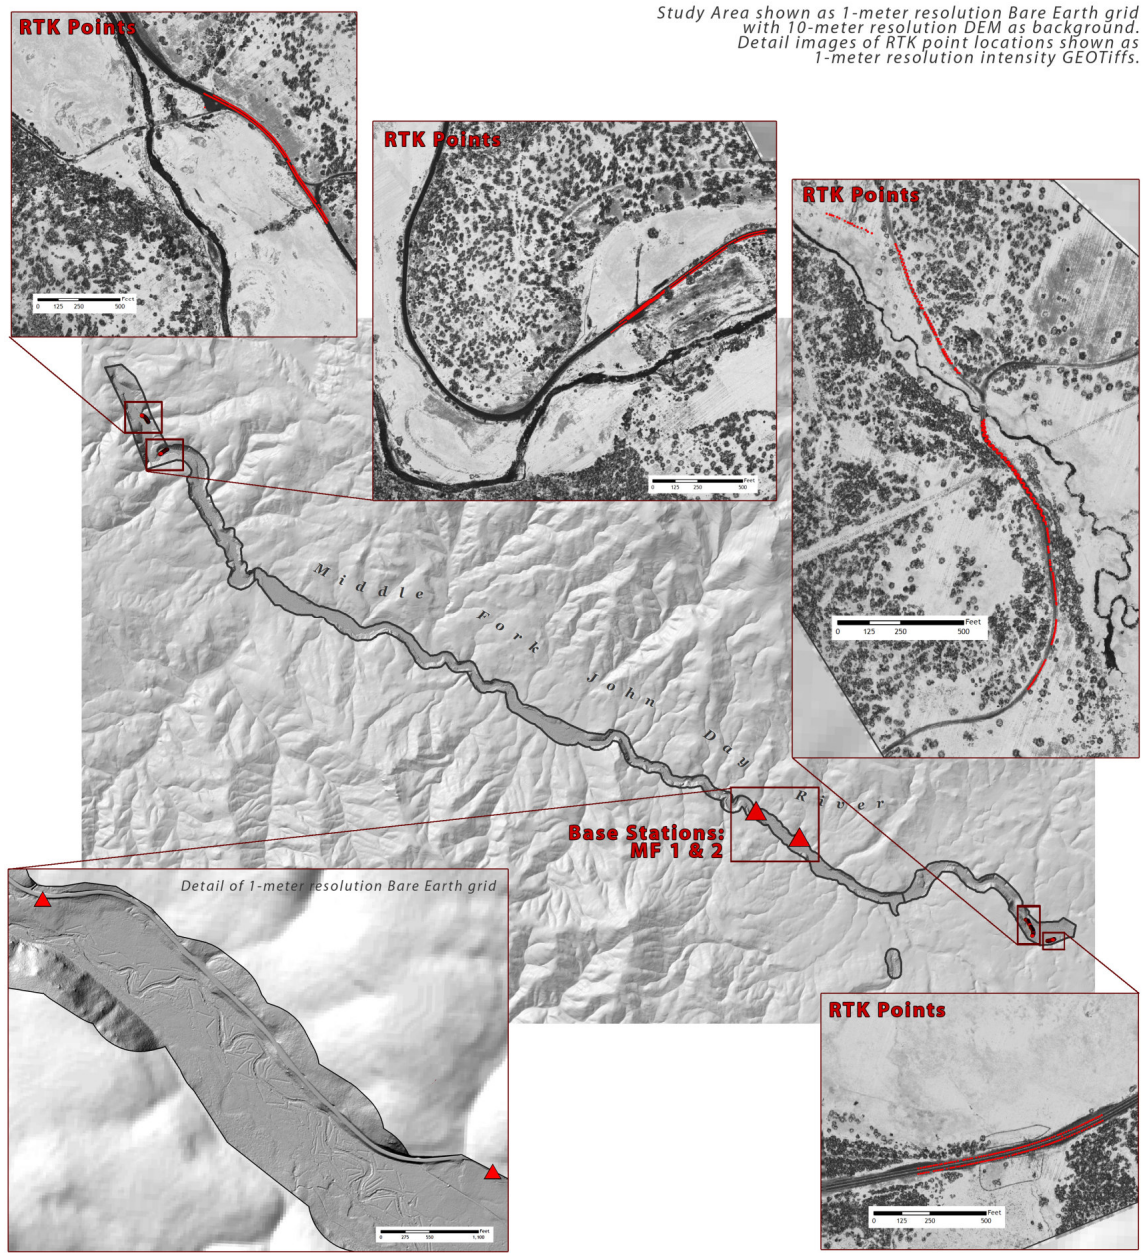 Study Area shown as 1-meter resolution Bare Earth grid
with 10-meter resolution DEM as background.
Detail images of RTK point locations shown as
1-meter resolution intensity GEOTiffs.
RTK Points
Feet
0 125 250 500
RTK Points
Feet
0 125 250 500
RTK Points
Feet
0 125 250 500
Middle Fork John Day River
Base Stations:
MF 1 & 2
Detail of 1-meter resolution Bare Earth grid
Feet
0 275 550 1,100
RTK Points
Feet
0 125 250 500